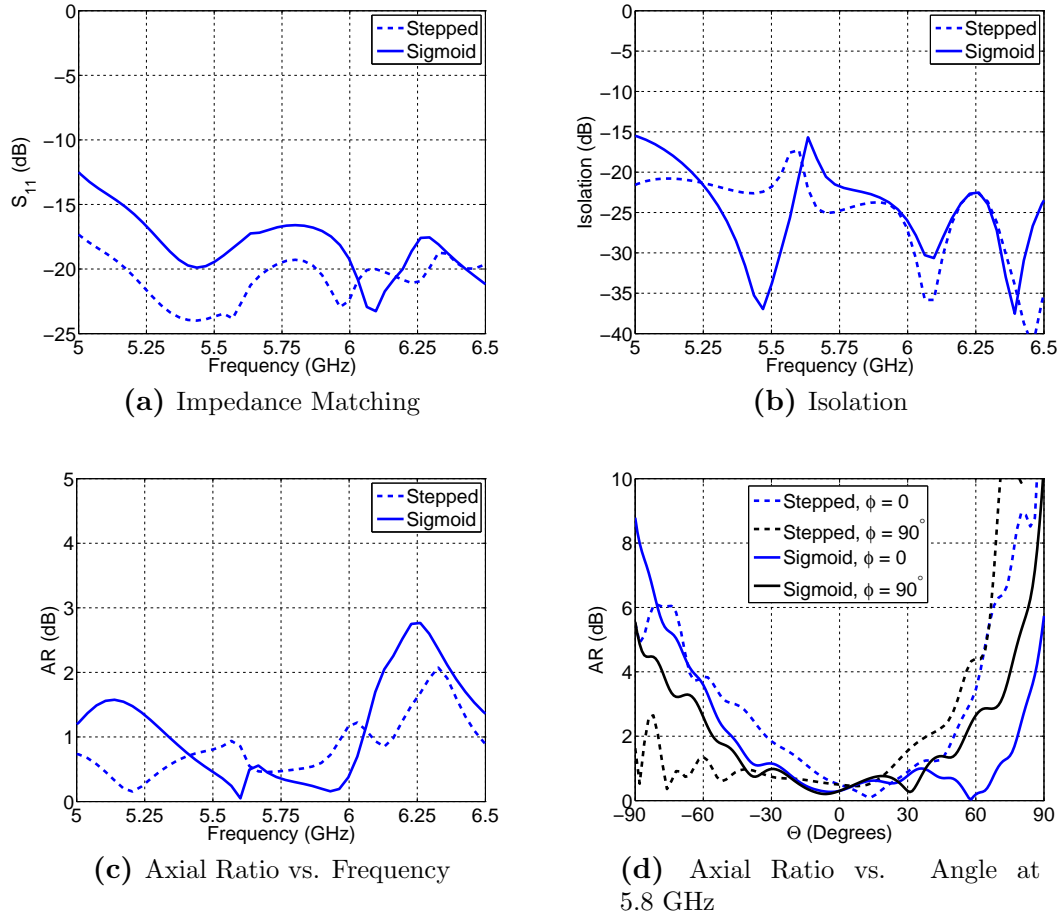 0
−5
−10
−15
−20
−25
S11 (dB)
5 5.25 5.5 5.75 6 6.25 6.5
Frequency (GHz)
Stepped
Sigmoid
(a) Impedance Matching
0
−5
−10
−15
−20
−25
−30
−35
−40
Isolation (dB)
5 5.25 5.5 5.75 6 6.25 6.5
Frequency (GHz)
Stepped
Sigmoid
(b) Isolation
5
4
3
2
1
0
AR (dB)
5 5.25 5.5 5.75 6 6.25 6.5
Frequency (GHz)
Stepped
Sigmoid
(c) Axial Ratio vs. Frequency
10
8
6
4
2
0
AR (dB)
−90 −60 −30 0 30 60 90
Θ (Degrees)
Stepped, ϕ = 0
Stepped, ϕ = 90°
Sigmoid, ϕ = 0
Sigmoid, ϕ = 90°
(d) Axial Ratio vs. Angle at
5.8 GHz